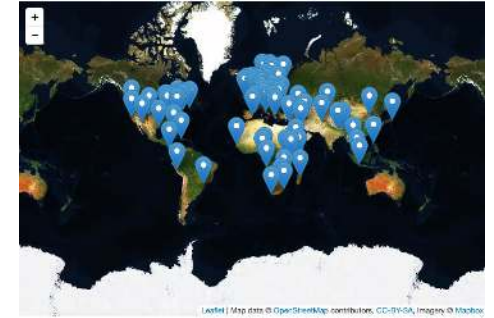 +
−
Leaflet | Map data © OpenStreetMap contributors, CC-BY-SA, Imagery © Mapbox